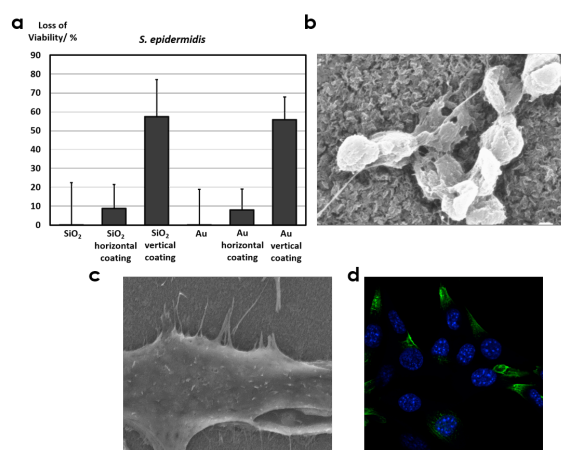 a
Loss of
Viability/ %
S. epidermidis
90
80
70
60
50
40
30
20
10
0
SiO₂
SiO₂
horizontal
coating
SiO₂
vertical
coating
Au
Au
horizontal
coating
Au
vertical
coating
b
c
d